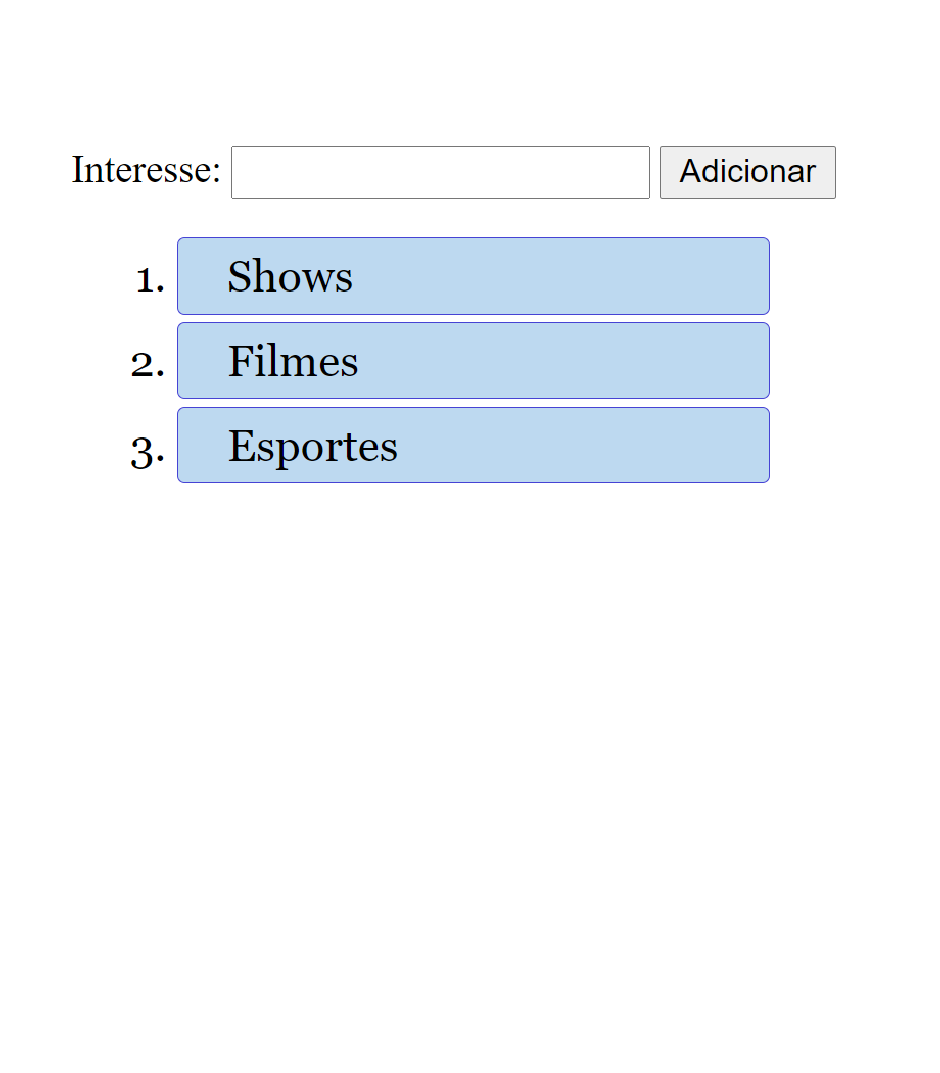 Interesse: Adicionar
1. Shows
2. Filmes
3. Esportes